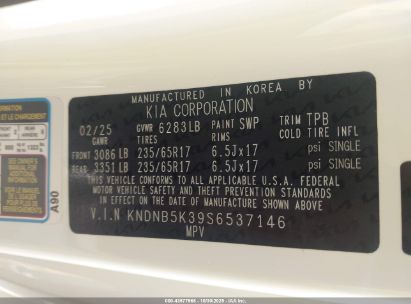 MANUFACTURED IN KOREA BY
KIA CORPORATION
02/25 GVWR 6283LB PAINT SWP TRIM TPB
GAWR TIRES RIMS COLD TIRE INFL
FRONT 3086LB 235/65R17 6.5Jx17 psi SINGLE
REAR 3351LB 235/65R17 6.5Jx17 psi SINGLE
THIS VEHICLE CONFORMS TO ALL APPLICABLE U.S.A. FEDERAL
MOTOR VEHICLE SAFETY AND THEFT PREVENTION STANDARDS
IN EFFECT ON THE DATE OF MANUFACTURE SHOWN ABOVE.
V.I.N KNDNB5K39S6537146
MPV
A90
SEE OWNER'S
MANUAL